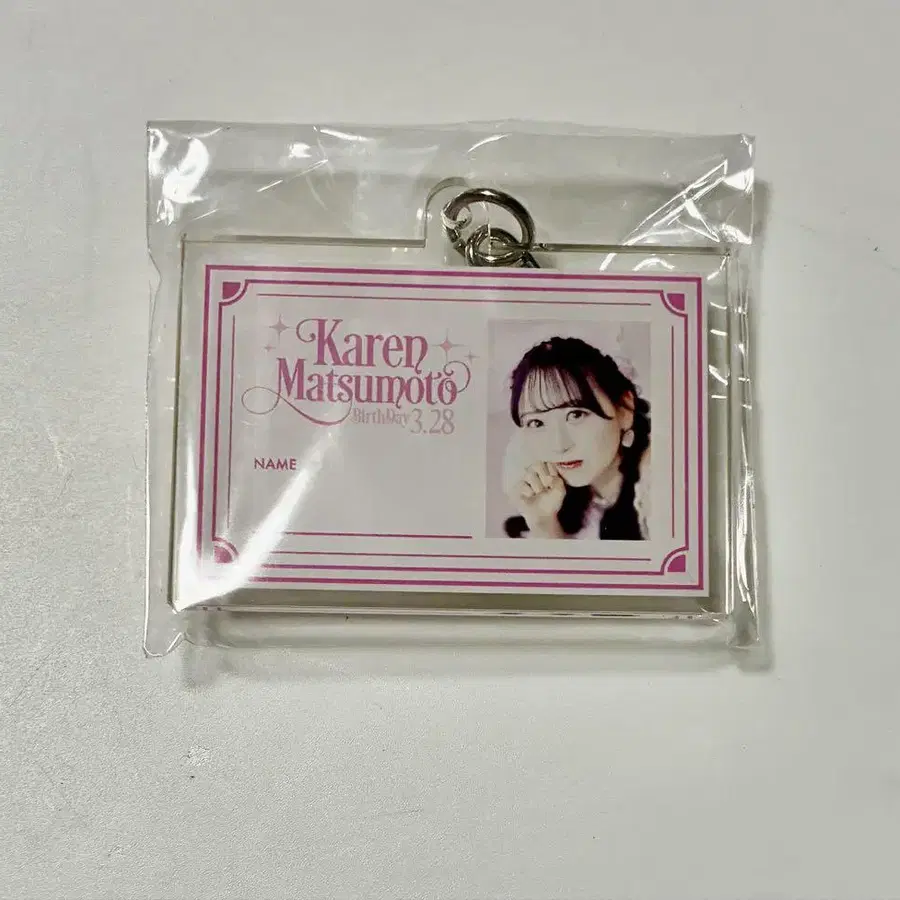 Karen
Matsumoto
BirthDay 3.28
NAME